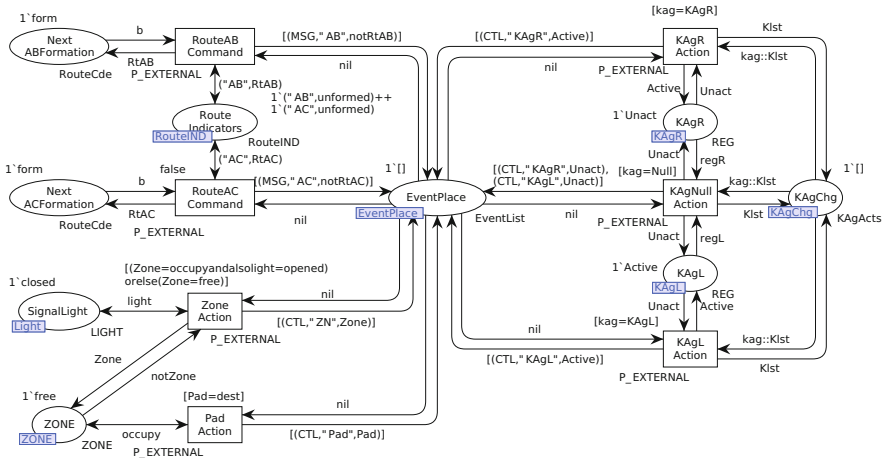 [kag=KAgR]
1`form
b
[(MSG,"AB",notRtAB)]
[(CTL,"KAgR",Active)]
Klst
Next
ABFormation
RouteAB
Command
KAgR
Action
RtAB
nil
nil
kag::Klst
RouteCde
P_EXTERNAL
P_EXTERNAL
("AB",RtAB)
Active
Unact
1`("AB",unformed)++
1`("AC",unformed)
Route
Indicators
RouteIND
RouteIND
1`Unact
KAgR
KAgR
REG
("AC",RtAC)
Unact
regR
1`form
false
1`[]
[(CTL,"KAgR",Unact),
(CTL,"KAgL",Unact)]
[kag=Null]
1`[]
b
[(MSG,"AC",notRtAC)]
kag::Klst
Next
ACFormation
RouteAC
Command
EventPlace
EventPlace
KAgNull
Action
KAgChg
KAgChg
RtAC
nil
EventList
nil
Klst
KAgActs
RouteCde
P_EXTERNAL
P_EXTERNAL
Unact
regL
[(Zone=occupyandalsolight=opened)
orelse(Zone=free)]
1`Active
KAgL
KAgL
REG
1`closed
light
nil
Unact
Active
SignalLight
Light
Zone
Action
LIGHT
[(CTL,"ZN",Zone)]
[kag=KAgL]
P_EXTERNAL
nil
kag::Klst
KAgL
Action
Zone
[(CTL,"KAgL",Active)]
Klst
notZone
P_EXTERNAL
1`free
[Pad=dest]
nil
ZONE
ZONE
Pad
Action
occupy
[(CTL,"Pad",Pad)]
ZONE
P_EXTERNAL